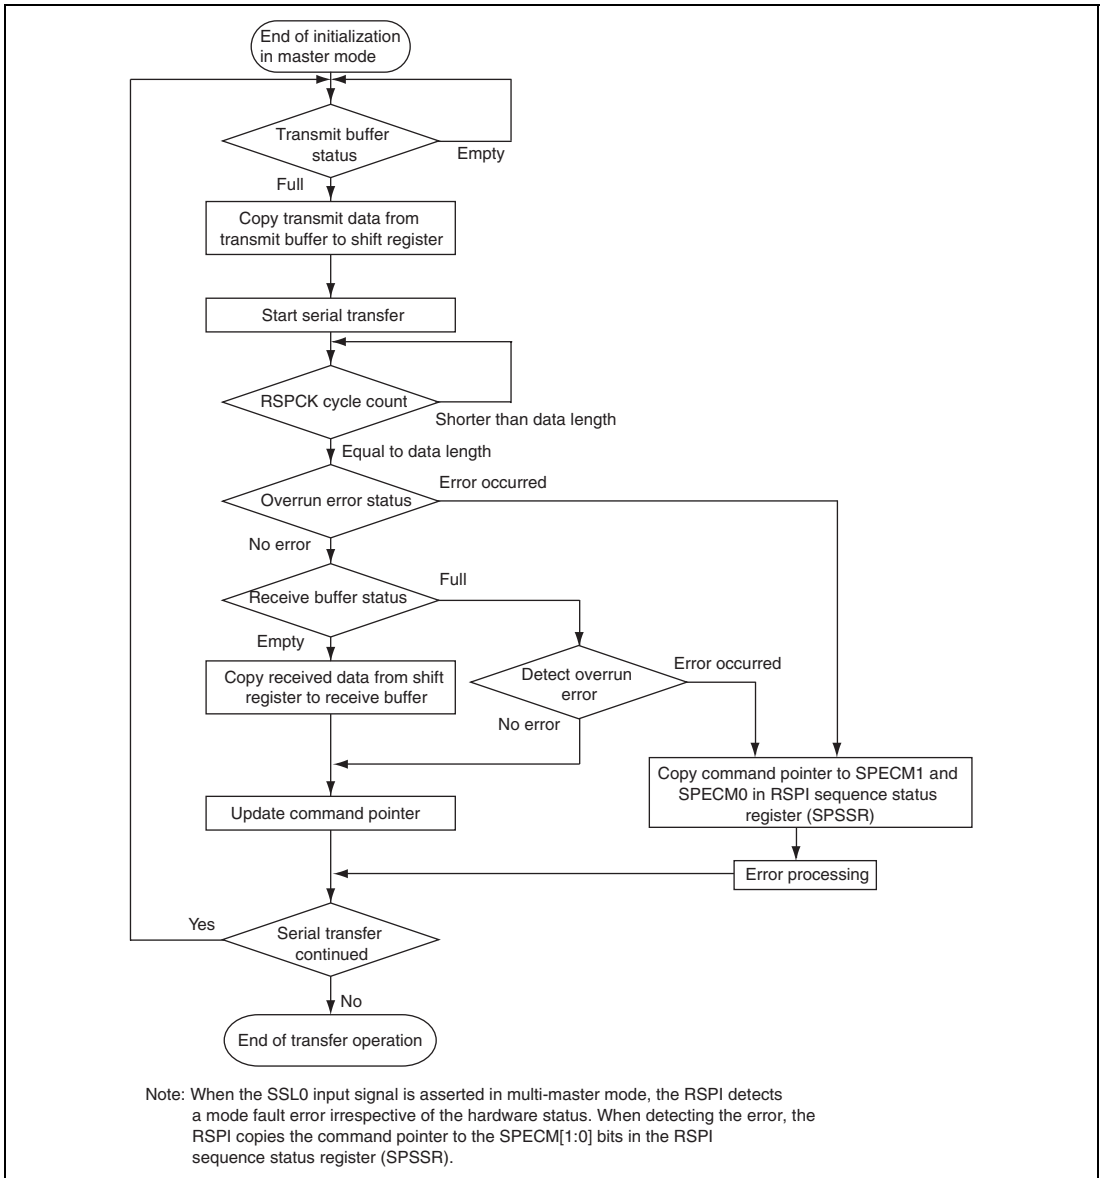 End of initialization
in master mode
Transmit buffer
status
Empty
Full
Copy transmit data from
transmit buffer to shift register
Start serial transfer
RSPCK cycle count
Shorter than data length
Equal to data length
Overrun error status
Error occurred
No error
Receive buffer status
Full
Empty
Copy received data from shift
register to receive buffer
Detect overrun
error
Error occurred
No error
Copy command pointer to SPECM1 and
SPECM0 in RSPI sequence status
register (SPSSR)
Update command pointer
Error processing
Yes
Serial transfer
continued
No
End of transfer operation
Note: When the SSL0 input signal is asserted in multi-master mode, the RSPI detects
a mode fault error irrespective of the hardware status. When detecting the error, the
RSPI copies the command pointer to the SPECM[1:0] bits in the RSPI
sequence status register (SPSSR).